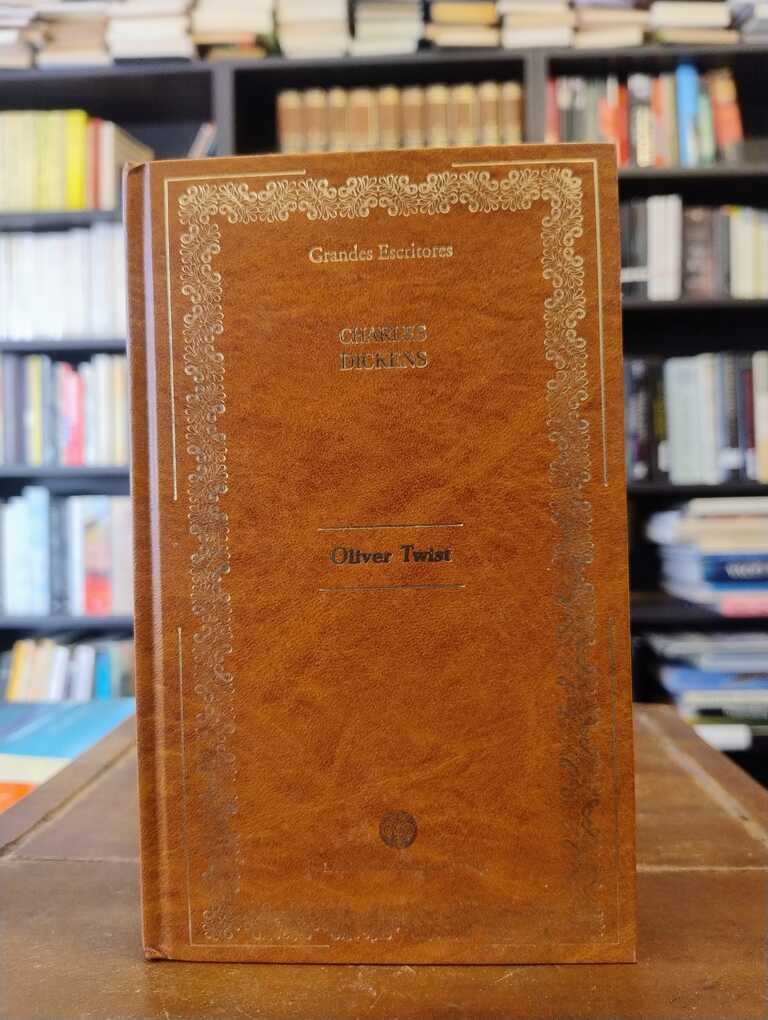 Grandes Escritores
CHARLES
DICKENS
Oliver Twist